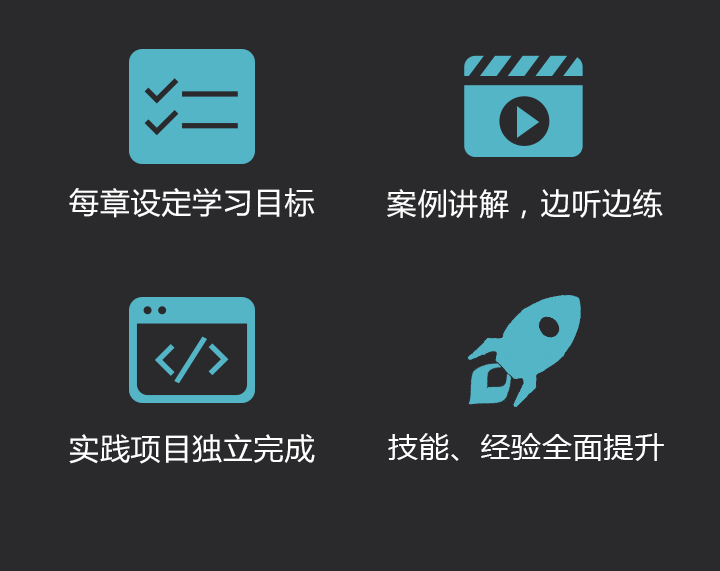 每章设定学习目标
案例讲解，边听边练
实践项目独立完成
技能、经验全面提升